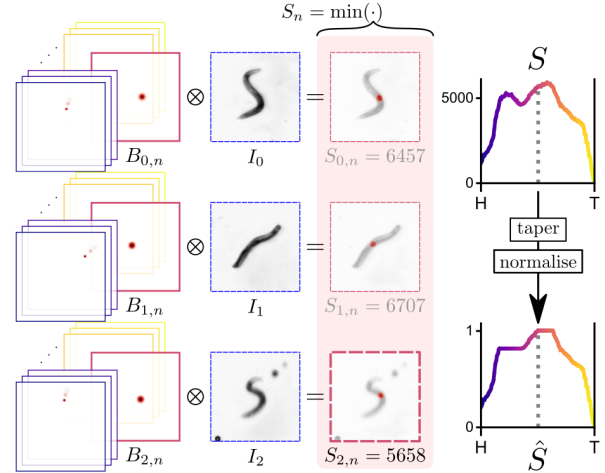 S_n = min(·)
B_{0,n} ⊗ I_0 = S_{0,n} = 6457
B_{1,n} ⊗ I_1 = S_{1,n} = 6707
B_{2,n} ⊗ I_2 = S_{2,n} = 5658
S
5000
0
H T
taper
normalise
1
0
H T
Ŝ